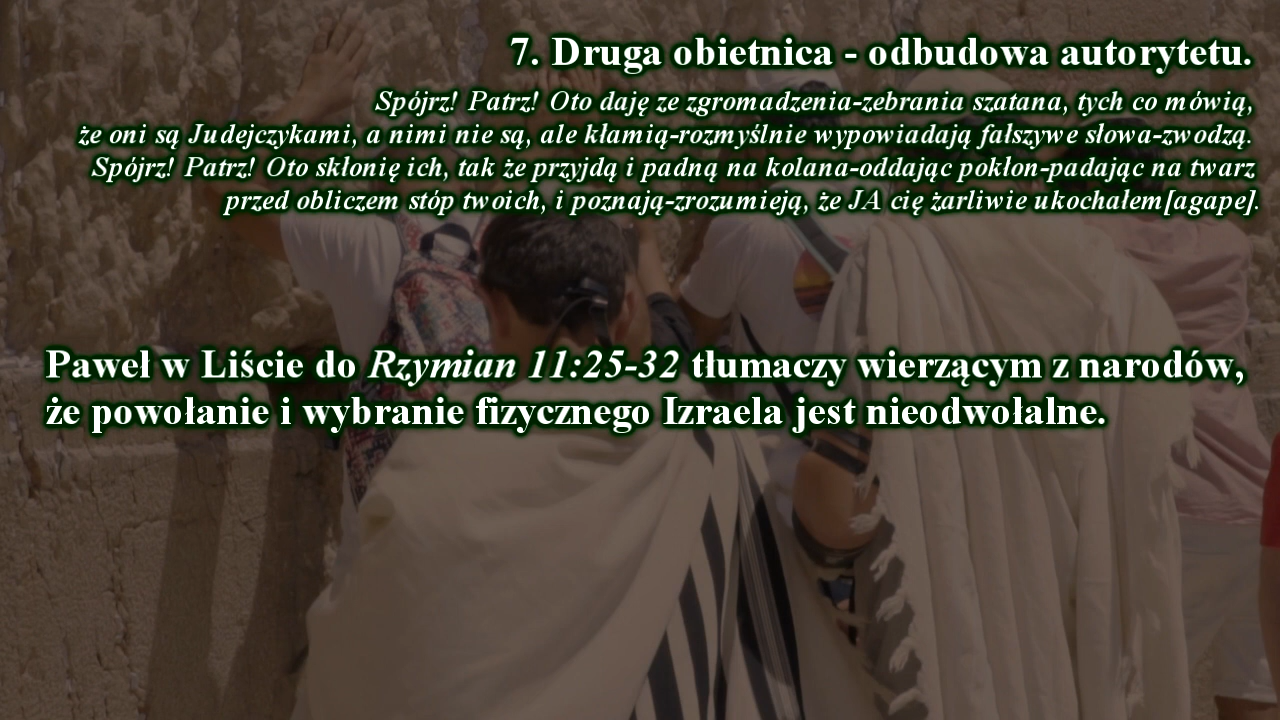 7. Druga obietnica - odbudowa autorytetu.
Spójrz! Patrz! Oto daję ze zgromadzenia-zebrania szatana, tych co mówią,
że oni są Judejczykami, a nimi nie są, ale kłamią-rozmyślnie wypowiadają fałszywe słowa-zwodzą.
Spójrz! Patrz! Oto skłonię ich, tak że przyjdą i padną na kolana-oddając pokłon-padając na twarz
przed obliczem stóp twoich, i poznają-zrozumieją, że JA cię żarliwie ukochałem[agape].
Paweł w Liście do Rzymian 11:25-32 tłumaczy wierzącym z narodów,
że powołanie i wybranie fizycznego Izraela jest nieodwołalne.